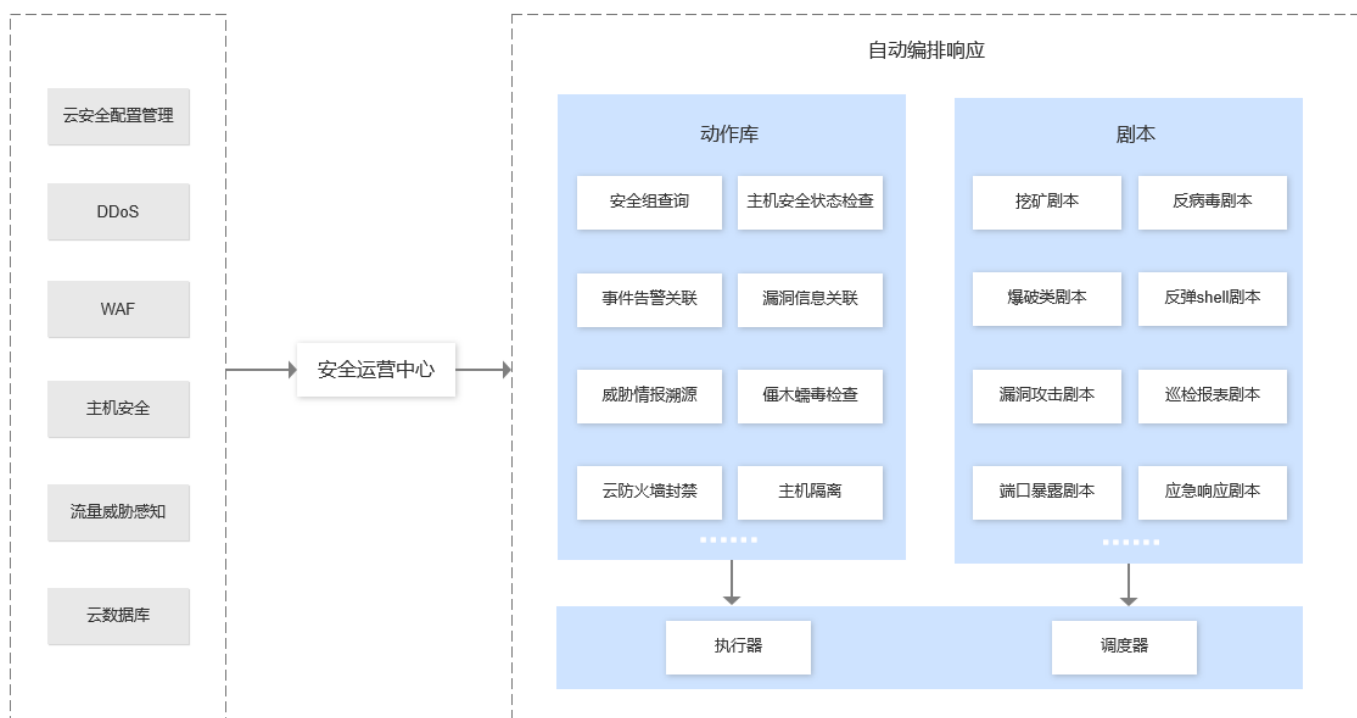 云安全配置管理
DDoS
WAF
主机安全
流量威胁感知
云数据库
安全运营中心
自动编排响应
动作库
安全组查询
主机安全状态检查
事件告警关联
漏洞信息关联
威胁情报溯源
僵木蠕毒检查
云防火墙封禁
主机隔离
剧本
挖矿剧本
反病毒剧本
爆破类剧本
反弹shell剧本
漏洞攻击剧本
巡检报表剧本
端口暴露剧本
应急响应剧本
执行器
调度器